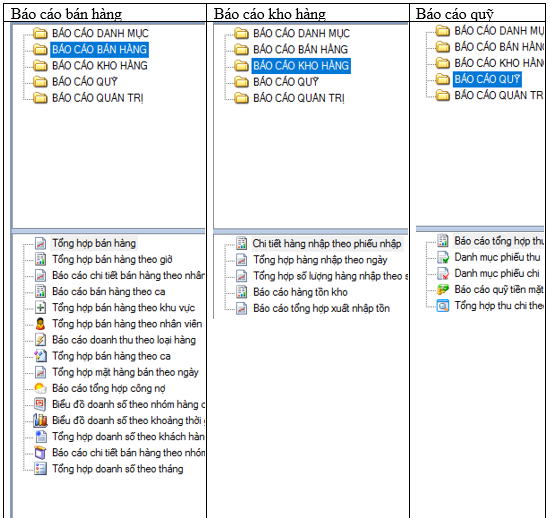 Báo cáo bán hàng
BÁO CÁO DANH MỤC
BÁO CÁO BÁN HÀNG
BÁO CÁO KHO HÀNG
BÁO CÁO QUỸ
BÁO CÁO QUẢN TRỊ
Tổng hợp bán hàng
Tổng hợp bán hàng theo giờ
Báo cáo chi tiết bán hàng theo nhân
Báo cáo bán hàng theo ca
Tổng hợp bán hàng theo khu vực
Tổng hợp bán hàng theo nhân viên
Báo cáo doanh thu theo loại hàng
Tổng hợp bán hàng theo ca
Tổng hợp mặt hàng bán theo ngày
Báo cáo tổng hợp công nợ
Biểu đồ doanh số theo nhóm hàng
Biểu đồ doanh số theo khoảng thời
Tổng hợp doanh số theo khách hàn
Báo cáo chi tiết bán hàng theo nhóm
Tổng hợp doanh số theo tháng
Báo cáo kho hàng
BÁO CÁO DANH MỤC
BÁO CÁO BÁN HÀNG
BÁO CÁO KHO HÀNG
BÁO CÁO QUỸ
BÁO CÁO QUẢN TRỊ
Chi tiết hàng nhập theo phiếu nhập
Tổng hợp hàng nhập theo ngày
Tổng hợp số lượng hàng nhập theo s
Báo cáo hàng tồn kho
Báo cáo tổng hợp xuất nhập tồn
Báo cáo quỹ
BÁO CÁO DANH MỤ
BÁO CÁO BÁN HÀNG
BÁO CÁO KHO HÀN
BÁO CÁO QUỸ
BÁO CÁO QUẢN TR
Báo cáo tổng hợp thu
Danh mục phiếu thu
Danh mục phiếu chi
Báo cáo quỹ tiền mặt
Tổng hợp thu chi theo